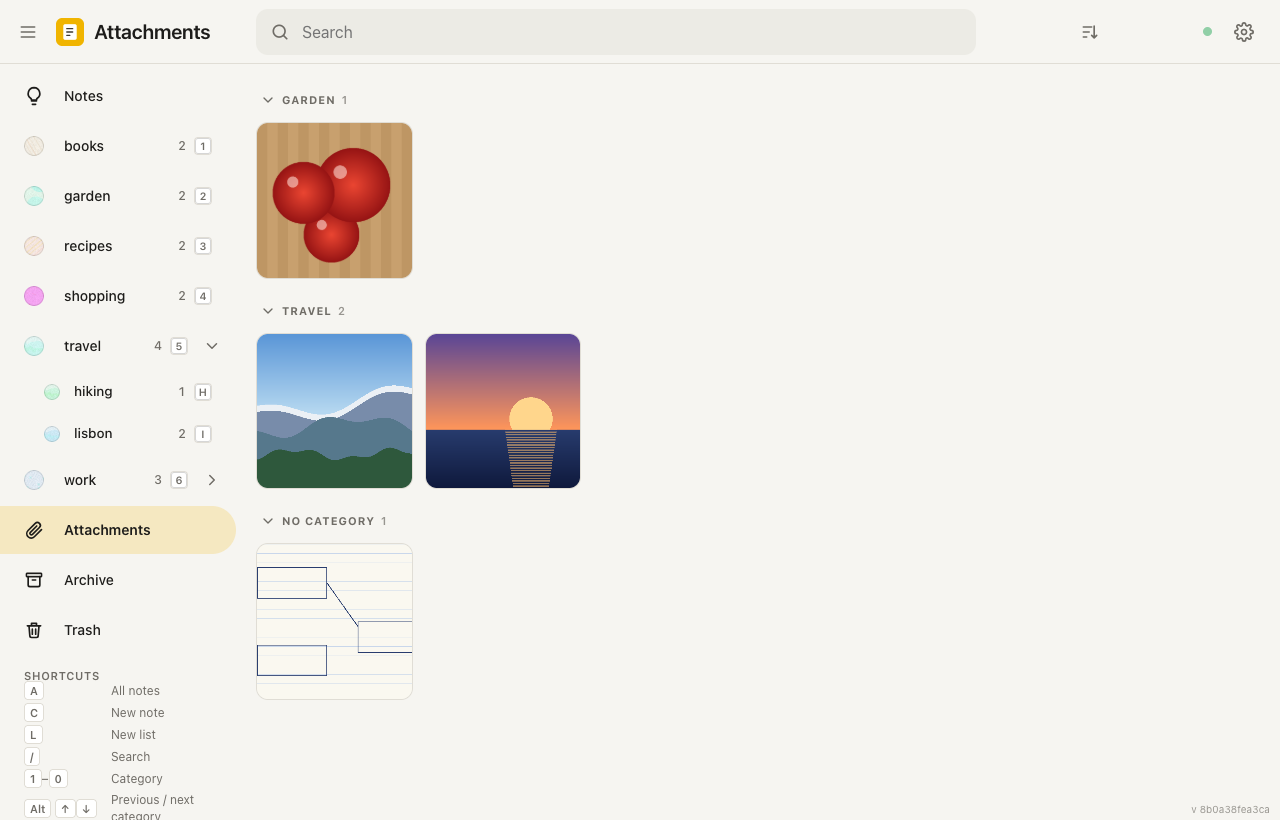 Attachments
Search
Notes
books 2 1
garden 2 2
recipes 2 3
shopping 2 4
travel 4 5
hiking 1 H
lisbon 2 I
work 3 6
Attachments
Archive
Trash
SHORTCUTS
A All notes
C New note
L New list
/ Search
1–0 Category
Alt ↑ ↓ Previous / next
category
GARDEN 1
TRAVEL 2
NO CATEGORY 1
v 8b0a38fea3ca